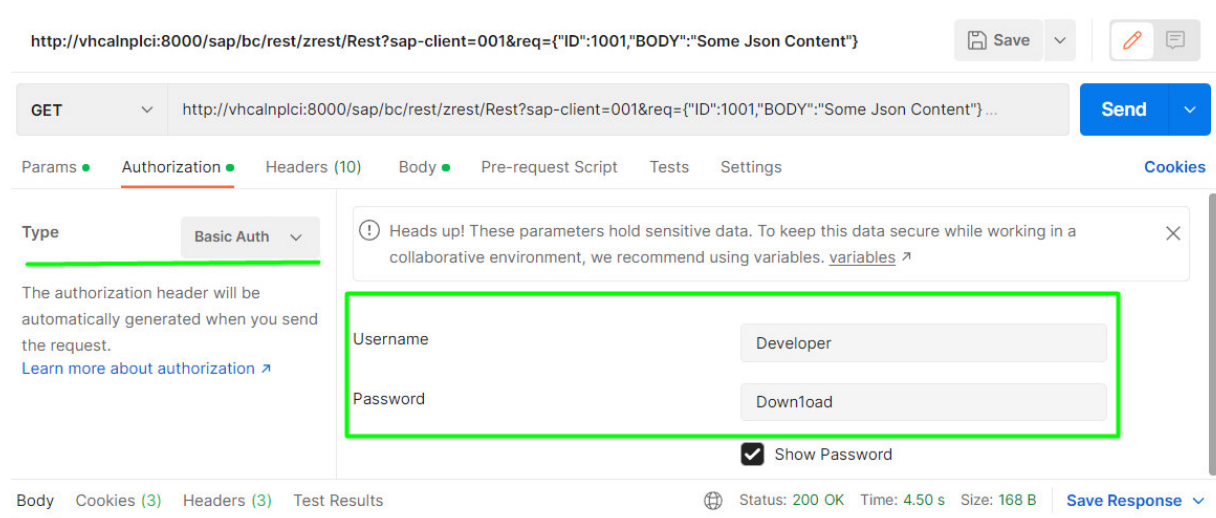 http://vhcalnplci:8000/sap/bc/rest/zrest/Rest?sap-client=001&req={"ID":1001,"BODY":"Some Json Content"}
Save
GET
http://vhcalnplci:8000/sap/bc/rest/zrest/Rest?sap-client=001&req={"ID":1001,"BODY":"Some Json Content"} ...
Send
Params Authorization Headers (10) Body Pre-request Script Tests Settings Cookies
Type
Basic Auth
The authorization header will be
automatically generated when you send
the request.
Learn more about authorization ↗
Heads up! These parameters hold sensitive data. To keep this data secure while working in a
collaborative environment, we recommend using variables. variables ↗
Username
Developer
Password
Down1oad
Show Password
Body Cookies (3) Headers (3) Test Results Status: 200 OK Time: 4.50 s Size: 168 B Save Response